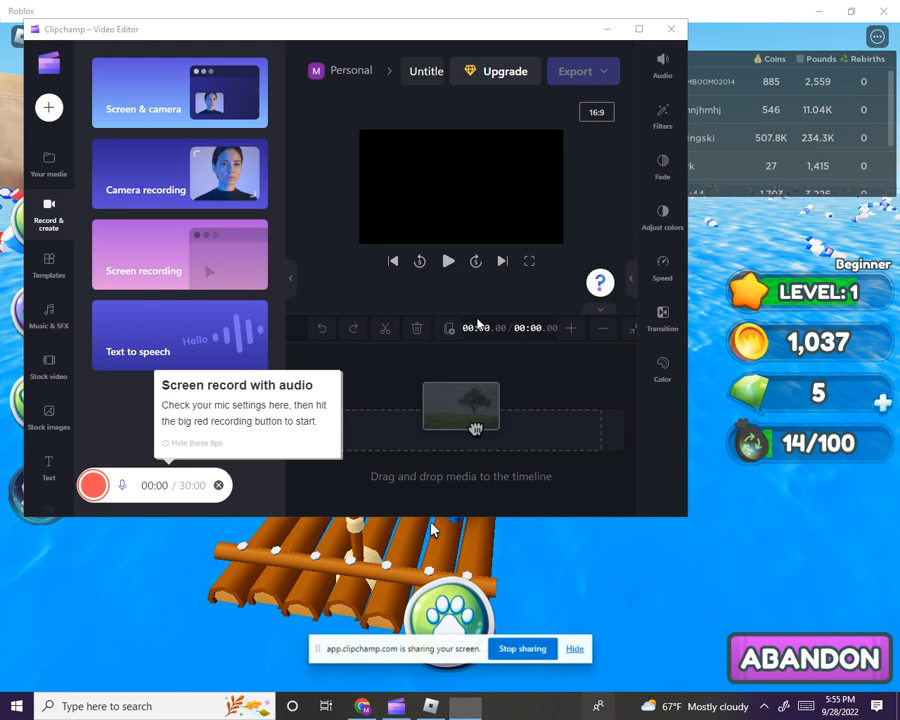 Roblox
Clipchamp – Video Editor
Screen & camera
Camera recording
Screen recording
Hello
Text to speech
Your media
Record &
create
Templates
Music & SFX
Stock video
Stock images
Text
M Personal
Untitle
Upgrade
Export
16:9
Audio
Filters
Fade
Adjust colors
Speed
Transition
Color
5
5
?
00:00.00 / 00:00.00
Drag and drop media to the timeline
Screen record with audio
Check your mic settings here, then hit
the big red recording button to start.
Hide these tips
00:00 / 30:00
Coins Pounds Rebirths
MBOOM02014 885 2,559 0
nnjhmhj 546 11.04K 0
ingski 507.8K 234.3K 0
rk 27 1,415 0
Beginner
LEVEL: 1
1,037
5
14/100
ABANDON
app.clipchamp.com is sharing your screen.
Stop sharing
Hide
Type here to search
67°F Mostly cloudy
5:55 PM
9/28/2022